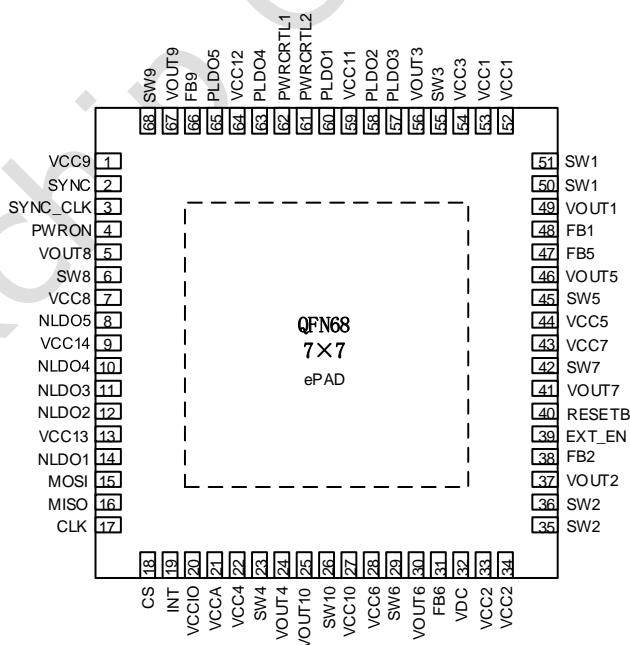 SW9 VOUT9 FB9 PLDO5 VCC12 PLDO4 PWRCRTL1 PWRCRTL2 PLDO1 VCC11 PLDO2 PLDO3 VOUT3 SW3 VCC3 VCC1 VCC1
68 67 66 65 64 63 62 61 60 59 58 57 56 55 54 53 52
VCC9 1
SYNC 2
SYNC_CLK 3
PWRON 4
VOUT8 5
SW8 6
VCC8 7
NLDO5 8
VCC14 9
NLDO4 10
NLDO3 11
NLDO2 12
VCC13 13
NLDO1 14
MOSI 15
MISO 16
CLK 17
QFN68
7×7
ePAD
51 SW1
50 SW1
49 VOUT1
48 FB1
47 FB5
46 VOUT5
45 SW5
44 VCC5
43 VCC7
42 SW7
41 VOUT7
40 RESETB
39 EXT_EN
38 FB2
37 VOUT2
36 SW2
35 SW2
18 19 20 21 22 23 24 25 26 27 28 29 30 31 32 33 34
CS INT VCCIO VCCA VCC4 SW4 VOUT4 VOUT10 SW10 VCC10 VCC6 SW6 VOUT6 FB6 VDC VCC2 VCC2